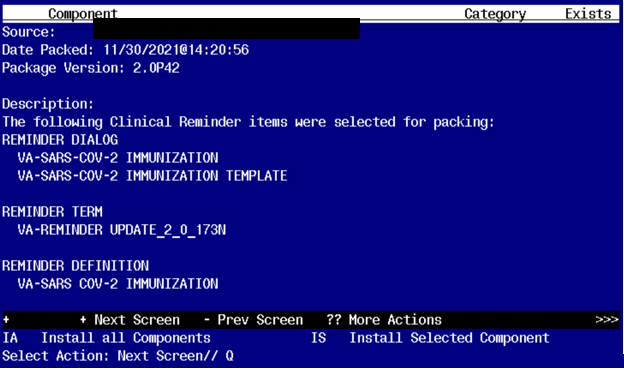 Component Category Exists
Source:
Date Packed: 11/30/2021@14:20:56
Package Version: 2.0P42
Description:
The following Clinical Reminder items were selected for packing:
REMINDER DIALOG
VA-SARS-COV-2 IMMUNIZATION
VA-SARS-COV-2 IMMUNIZATION TEMPLATE
REMINDER TERM
VA-REMINDER UPDATE_2_0_173N
REMINDER DEFINITION
VA-SARS COV-2 IMMUNIZATION
+ + Next Screen - Prev Screen ?? More Actions >>>
IA Install all Components IS Install Selected Component
Select Action: Next Screen// Q